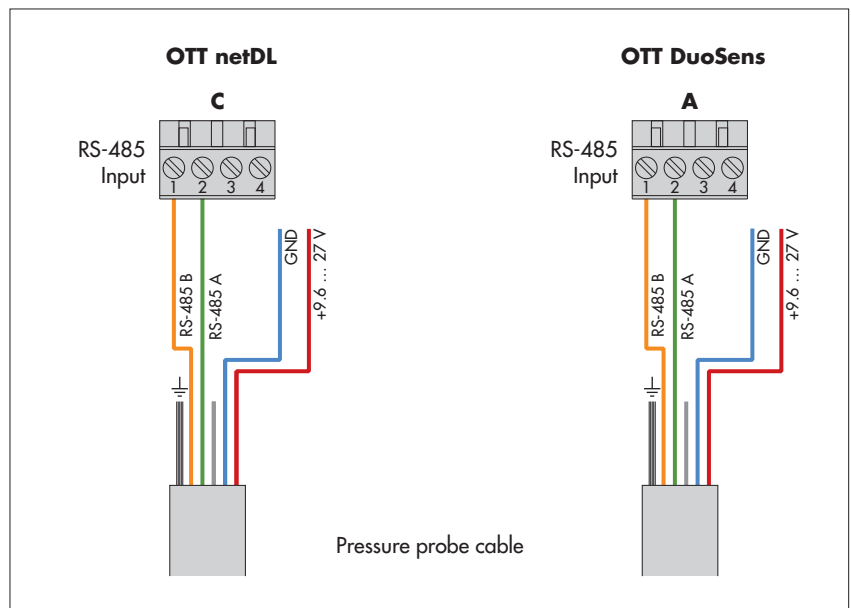 OTT netDL
C
RS-485
Input
1 2 3 4
RS-485 B
RS-485 A
GND
+9.6 ... 27 V
OTT DuoSens
A
RS-485
Input
1 2 3 4
RS-485 B
RS-485 A
GND
+9.6 ... 27 V
Pressure probe cable